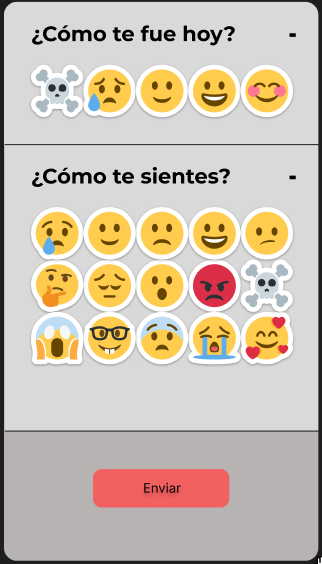 ¿Cómo te fue hoy? -
¿Cómo te sientes? -
Enviar